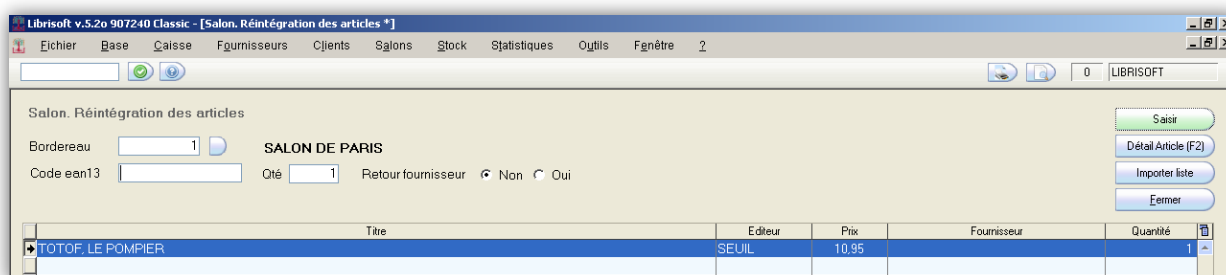 Librisoft v.5.2o 907240 Classic - [Salon. Réintégration des articles *]
Fichier Base Caisse Fournisseurs Clients Salons Stock Statistiques Outils Fenêtre ?
0 LIBRISOFT
Salon. Réintégration des articles
Saisir
Bordereau 1 SALON DE PARIS
Détail Article (F2)
Code ean13 Qté 1 Retour fournisseur Non Oui
Importer liste
Fermer
Titre Editeur Prix Fournisseur Quantité
TOTOF, LE POMPIER SEUIL 10,95 1